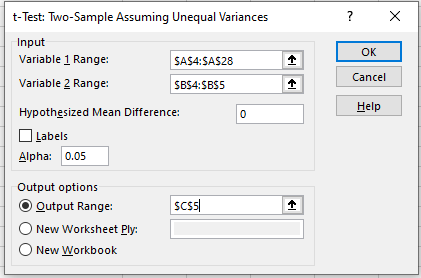 t-Test: Two-Sample Assuming Unequal Variances ? ×
Input
Variable 1 Range: $A$4:$A$28
Variable 2 Range: $B$4:$B$5
Hypothesized Mean Difference: 0
Labels
Alpha: 0.05
Output options
Output Range: $C$5
New Worksheet Ply:
New Workbook
OK
Cancel
Help